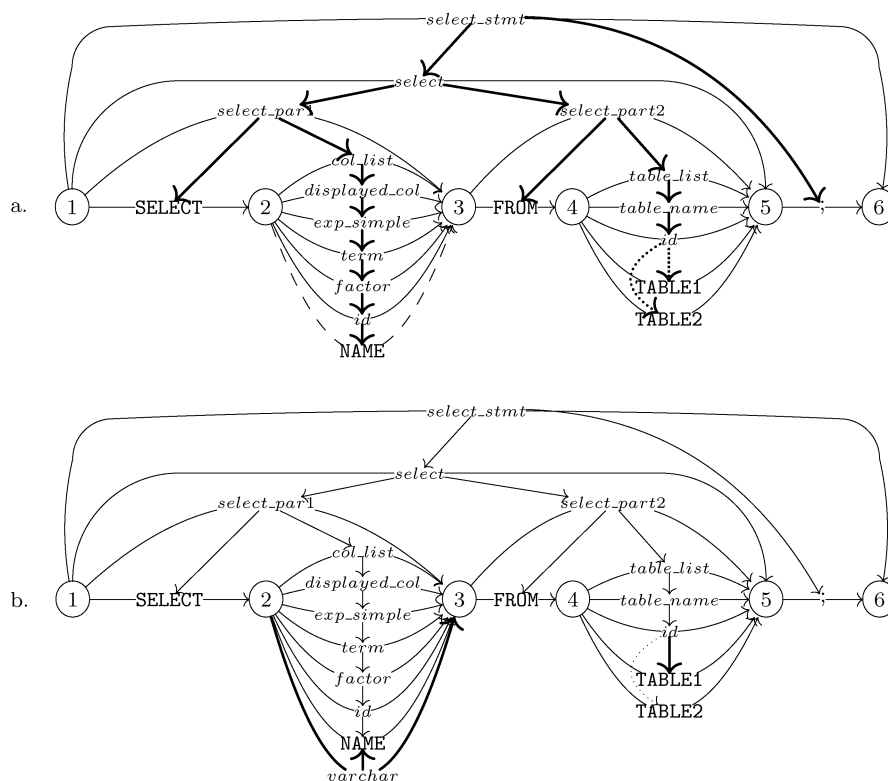 select_stmt
select
select_par1 select_part2
col_list
displayed_col table_list
a. 1 SELECT 2 exp_simple 3 FROM 4 table_name 5 ; 6
term id
factor TABLE1
id TABLE2
NAME
select_stmt
select
select_par1 select_part2
col_list
displayed_col table_list
b. 1 SELECT 2 exp_simple 3 FROM 4 table_name 5 ; 6
term id
factor TABLE1
id TABLE2
NAME
varchar